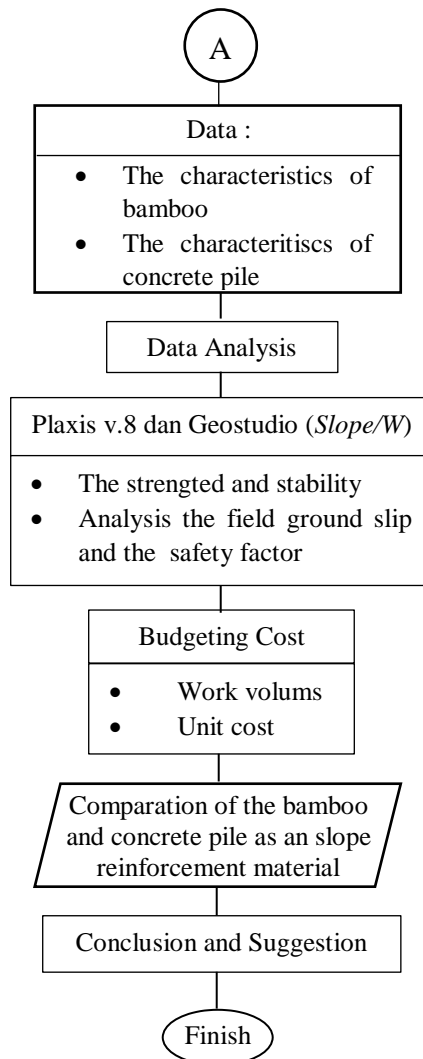 A
Data :
• The characteristics of
bamboo
• The characteritiscs of
concrete pile
Data Analysis
Plaxis v.8 dan Geostudio (Slope/W)
• The strengted and stability
• Analysis the field ground slip
and the safety factor
Budgeting Cost
• Work volums
• Unit cost
Comparation of the bamboo
and concrete pile as an slope
reinforcement material
Conclusion and Suggestion
Finish